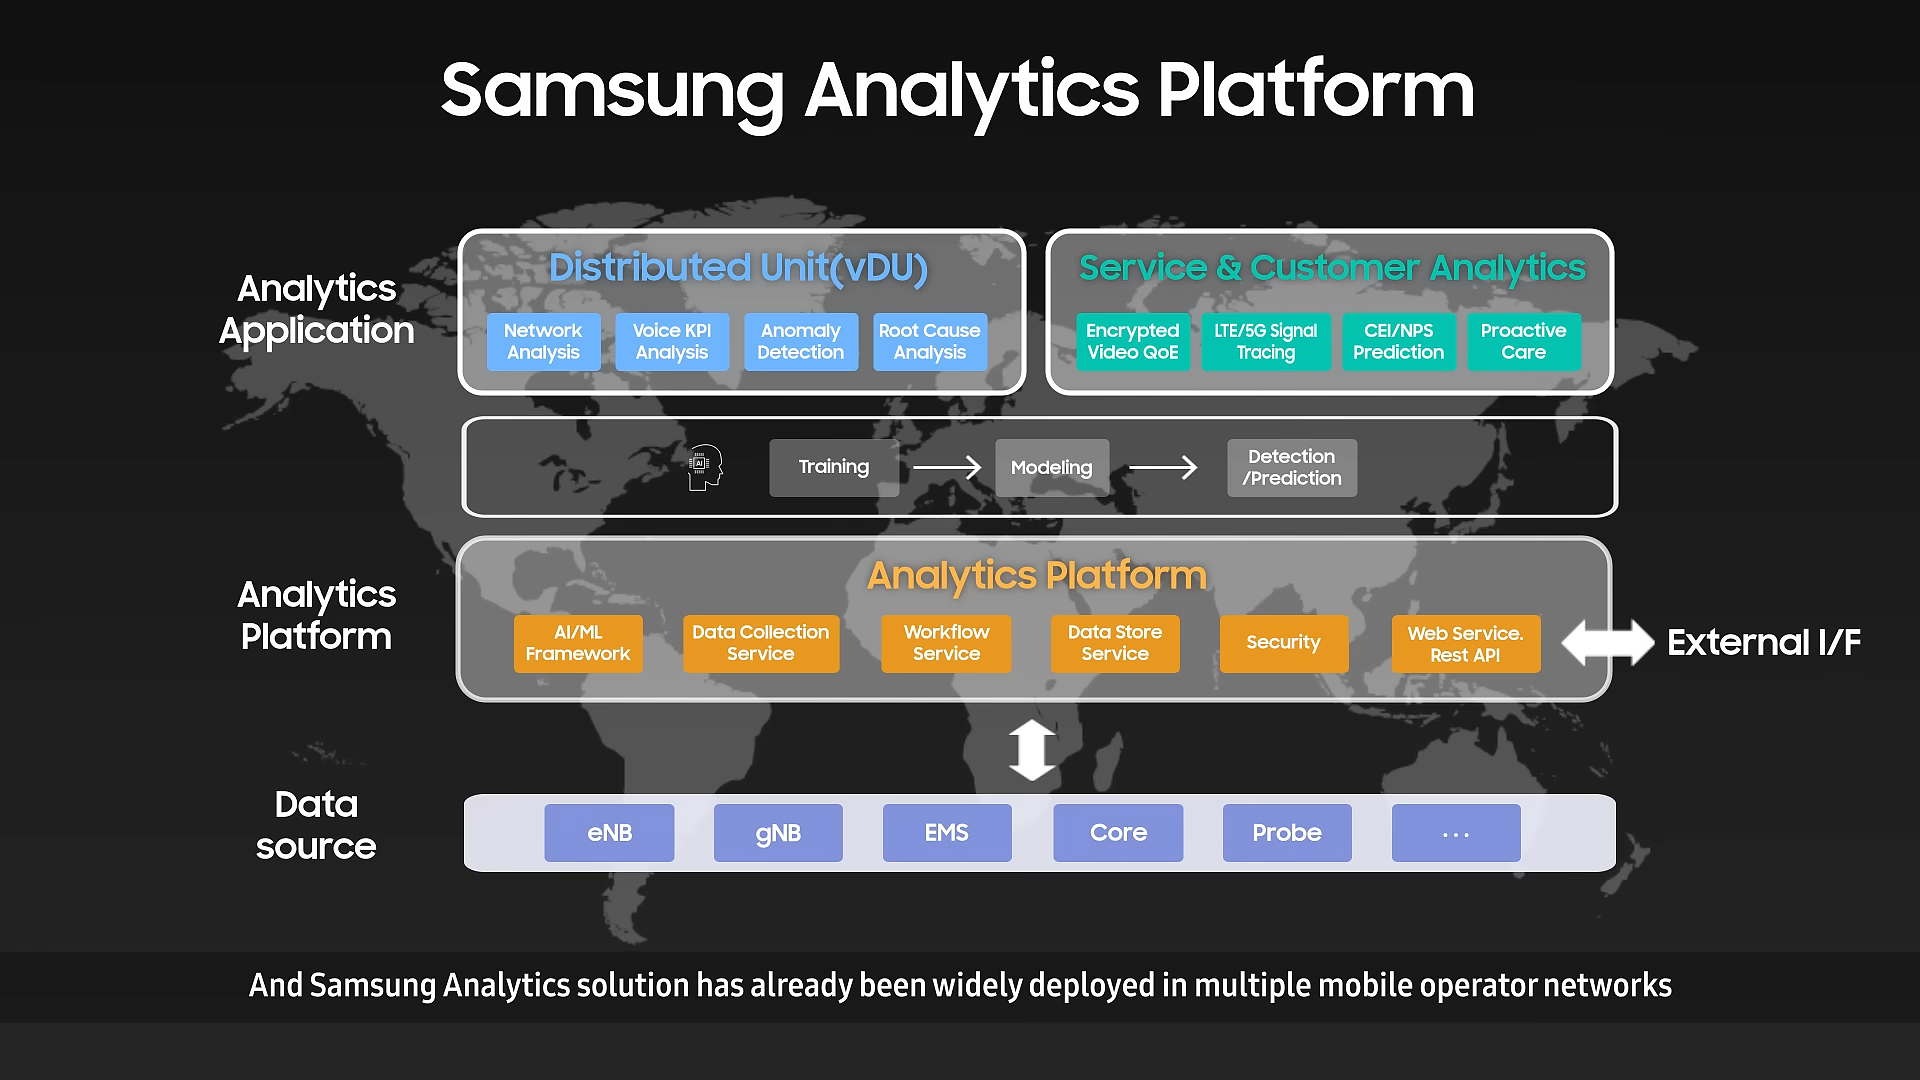 Samsung Analytics Platform
Analytics
Application
Distributed Unit(vDU)
Network
Analysis
Voice KPI
Analysis
Anomaly
Detection
Root Cause
Analysis
Service & Customer Analytics
Encrypted
Video QoE
LTE/5G Signal
Tracing
CEI/NPS
Prediction
Proactive
Care
AI
Training
Modeling
Detection
/Prediction
Analytics
Platform
Analytics Platform
AI/ML
Framework
Data Collection
Service
Workflow
Service
Data Store
Service
Security
Web Service.
Rest API
External I/F
Data
source
eNB
gNB
EMS
Core
Probe
...
And Samsung Analytics solution has already been widely deployed in multiple mobile operator networks